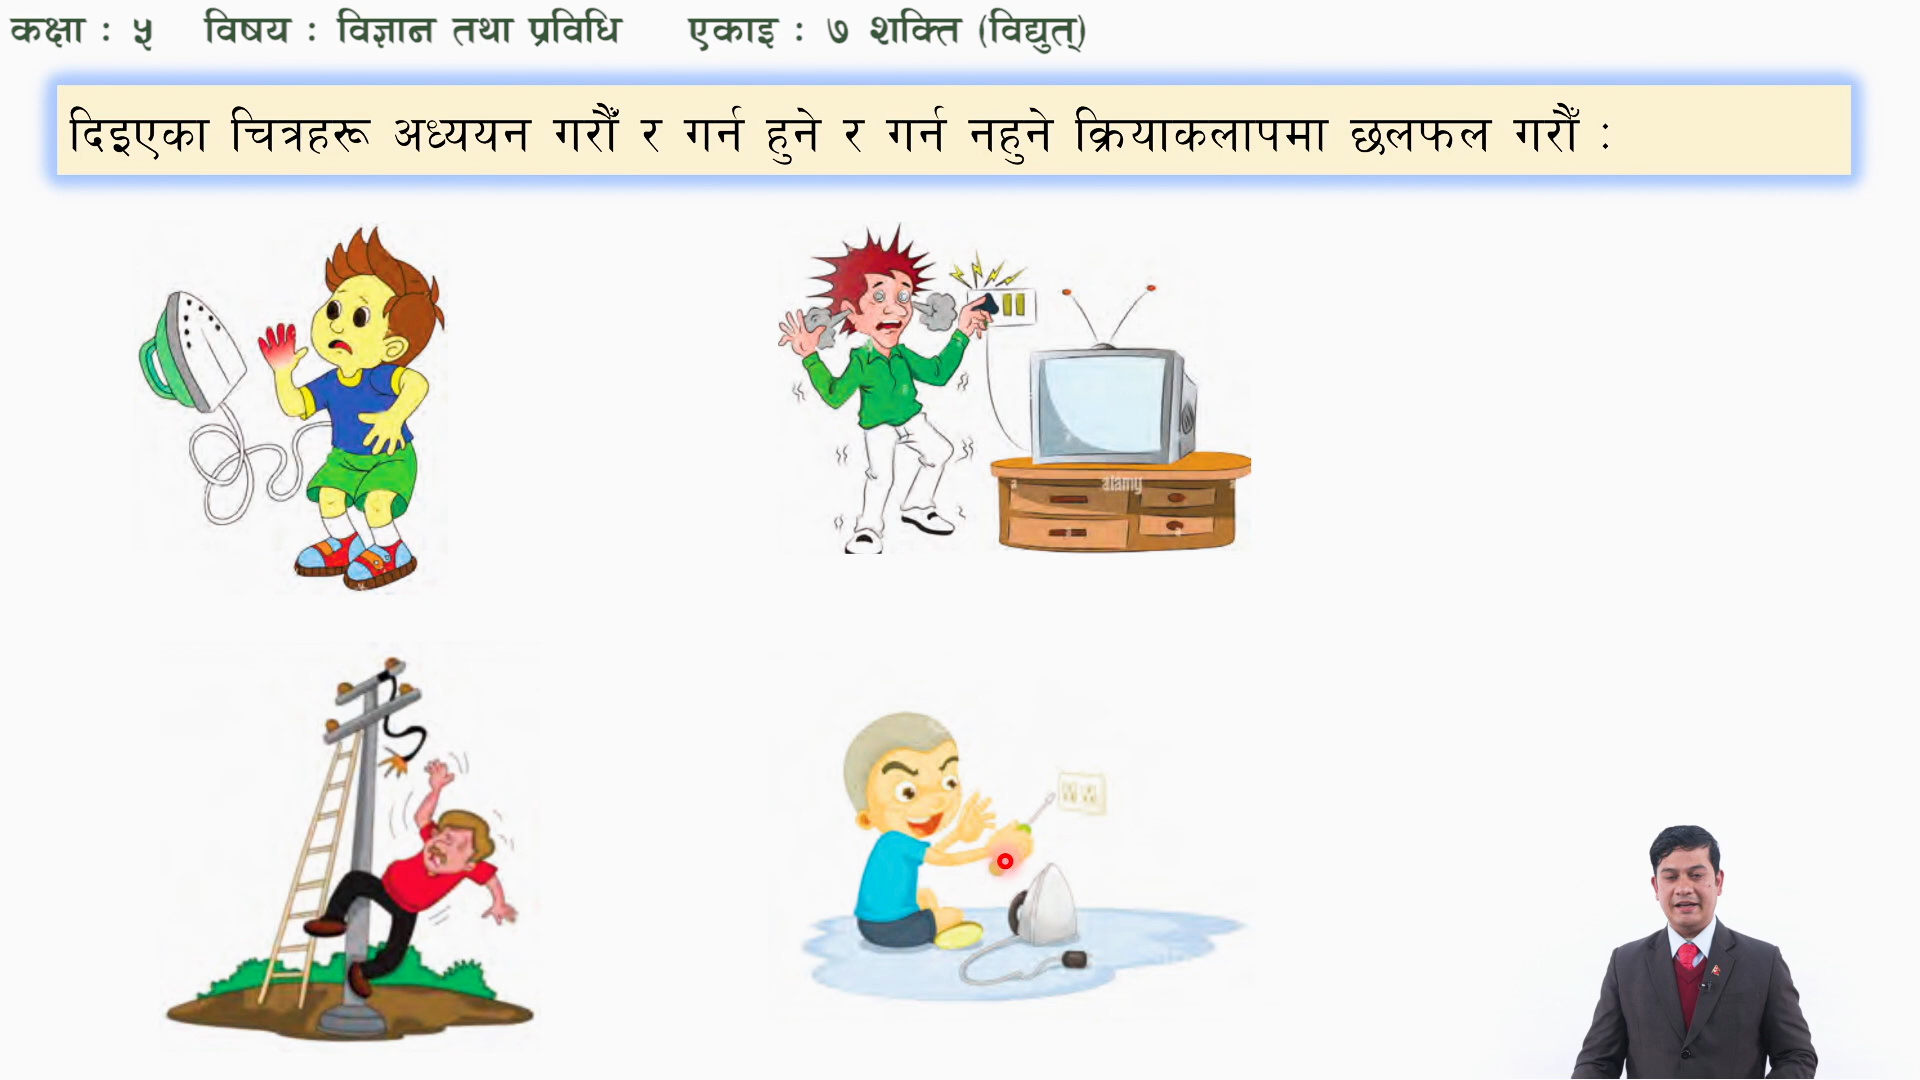 कक्षा : ५ विषय : विज्ञान तथा प्रविधि एकाइ : ७ शक्ति (विद्युत्)
दिइएका चित्रहरू अध्ययन गरौँ र गर्न हुने र गर्न नहुने क्रियाकलापमा छलफल गरौँ :
alamy